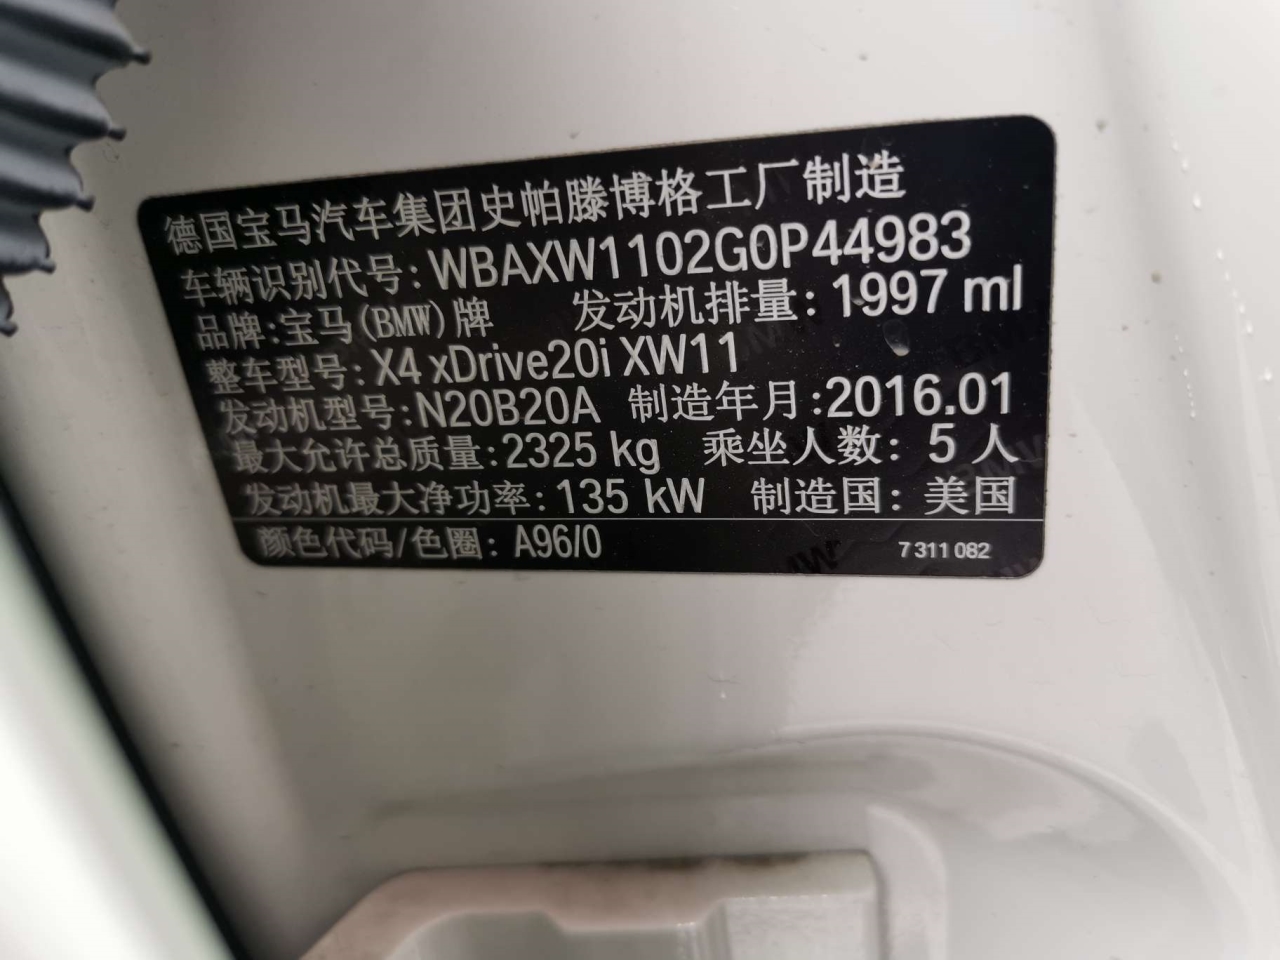 德国宝马汽车集团史帕滕博格工厂制造
车辆识别代号: WBAXW1102G0P44983
品牌:宝马(BMW)牌 发动机排量: 1997 ml
整车型号: X4 xDrive20i XW11
发动机型号: N20B20A 制造年月:2016.01
最大允许总质量: 2325 kg 乘坐人数: 5 人
发动机最大净功率: 135 kW 制造国: 美国
颜色代码/色圈: A96/0 7 311 082